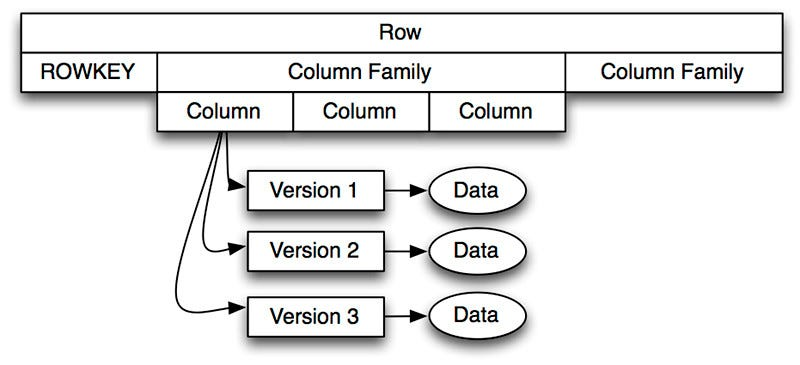 Row
ROWKEY Column Family Column Family
Column Column Column
Version 1 Data
Version 2 Data
Version 3 Data